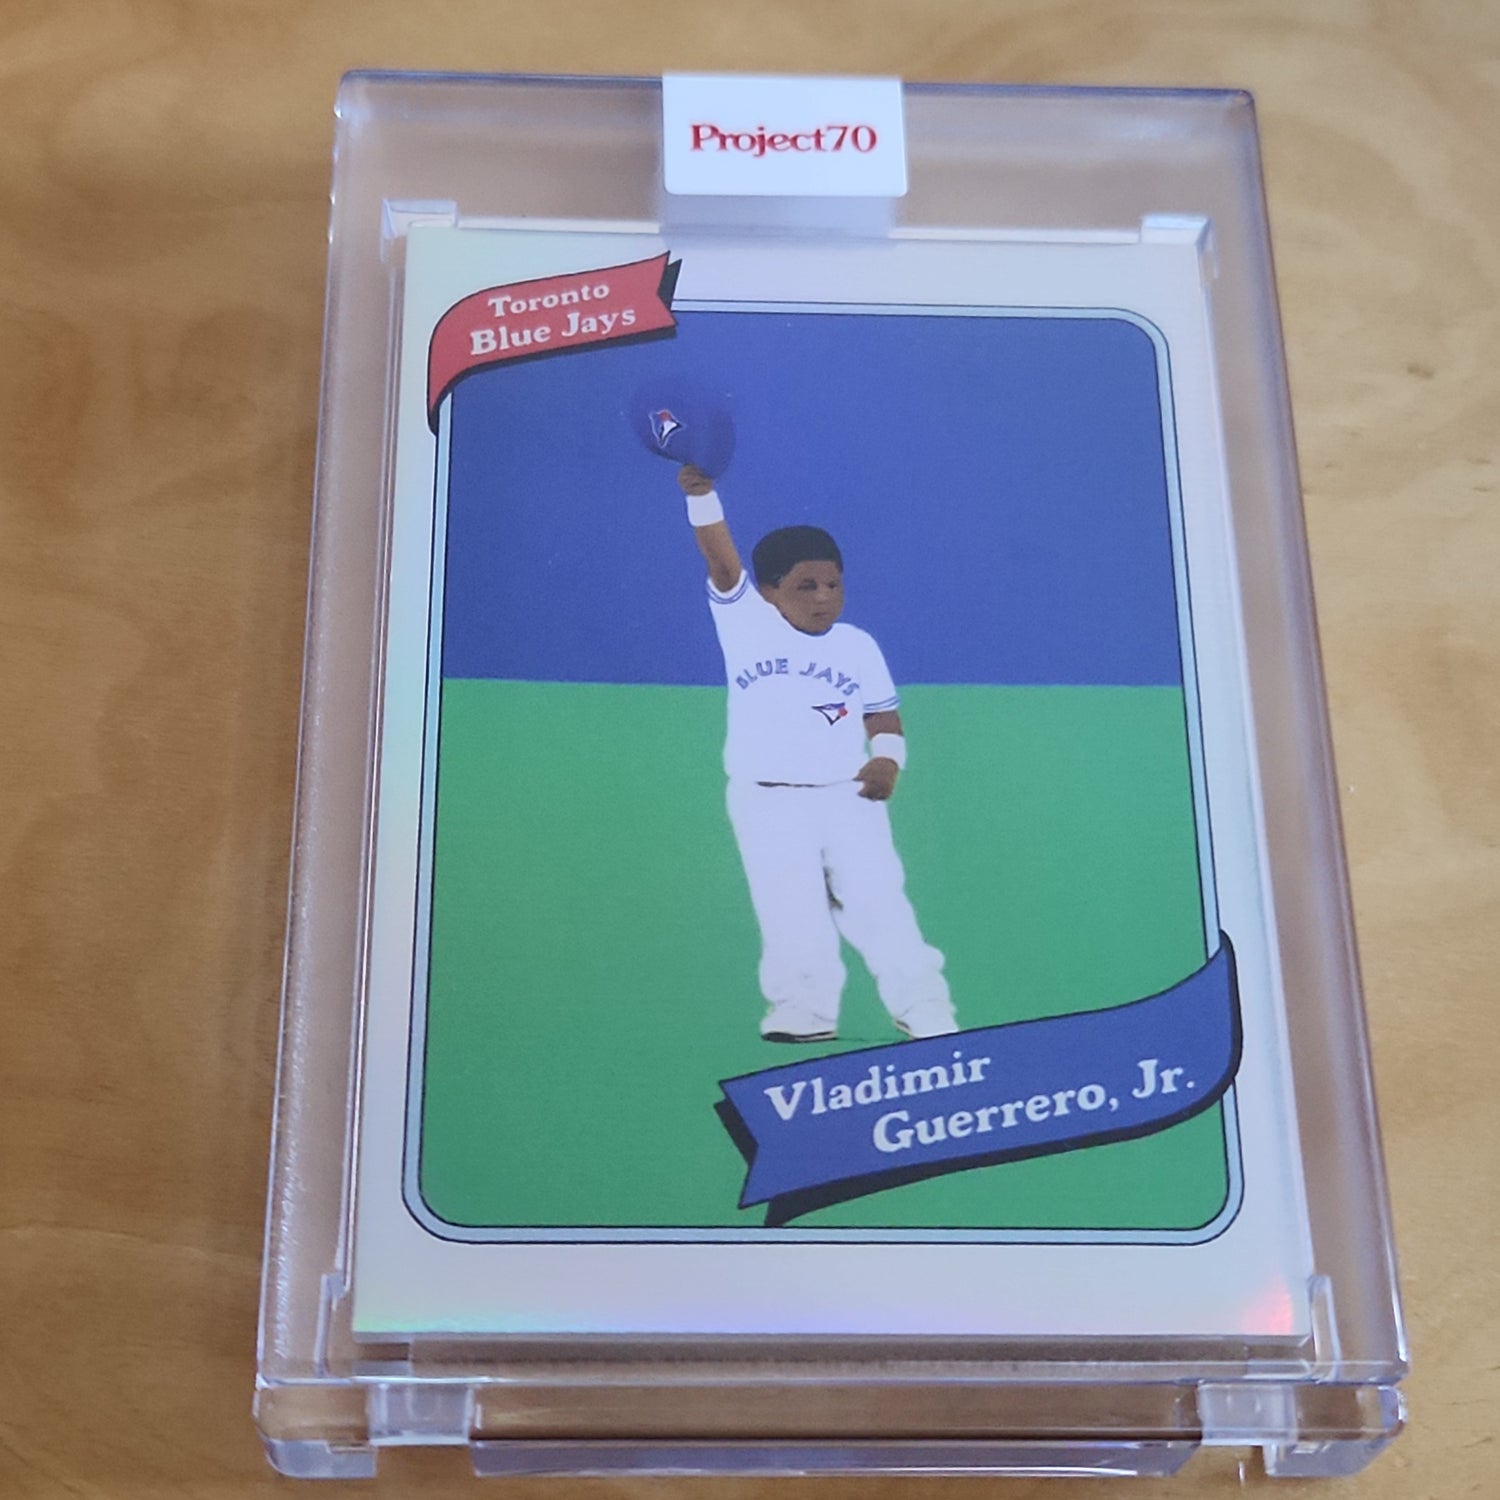 Project70
Toronto
Blue Jays
BLUE JAYS
Vladimir
Guerrero, Jr.